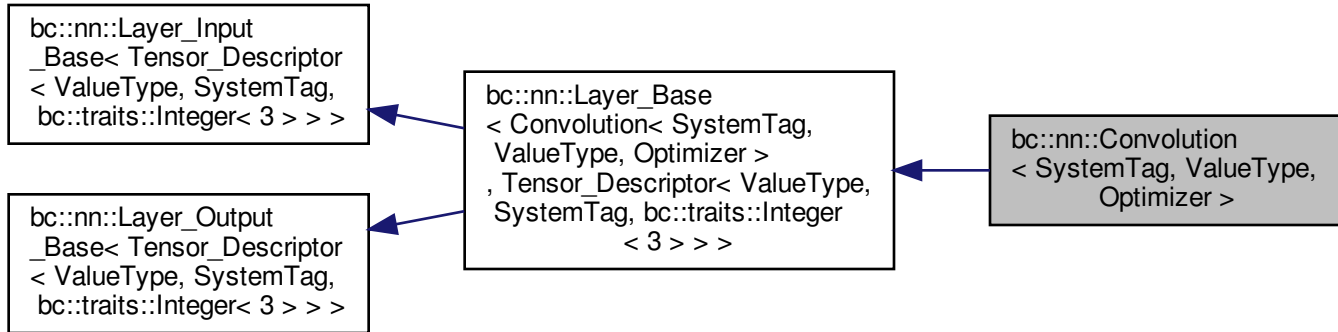 bc::nn::Layer_Input
_Base< Tensor_Descriptor
< ValueType, SystemTag,
bc::traits::Integer< 3 > > >
bc::nn::Layer_Output
_Base< Tensor_Descriptor
< ValueType, SystemTag,
bc::traits::Integer< 3 > > >
bc::nn::Layer_Base
< Convolution< SystemTag,
ValueType, Optimizer >
, Tensor_Descriptor< ValueType,
SystemTag, bc::traits::Integer
< 3 > > >
bc::nn::Convolution
< SystemTag, ValueType,
Optimizer >